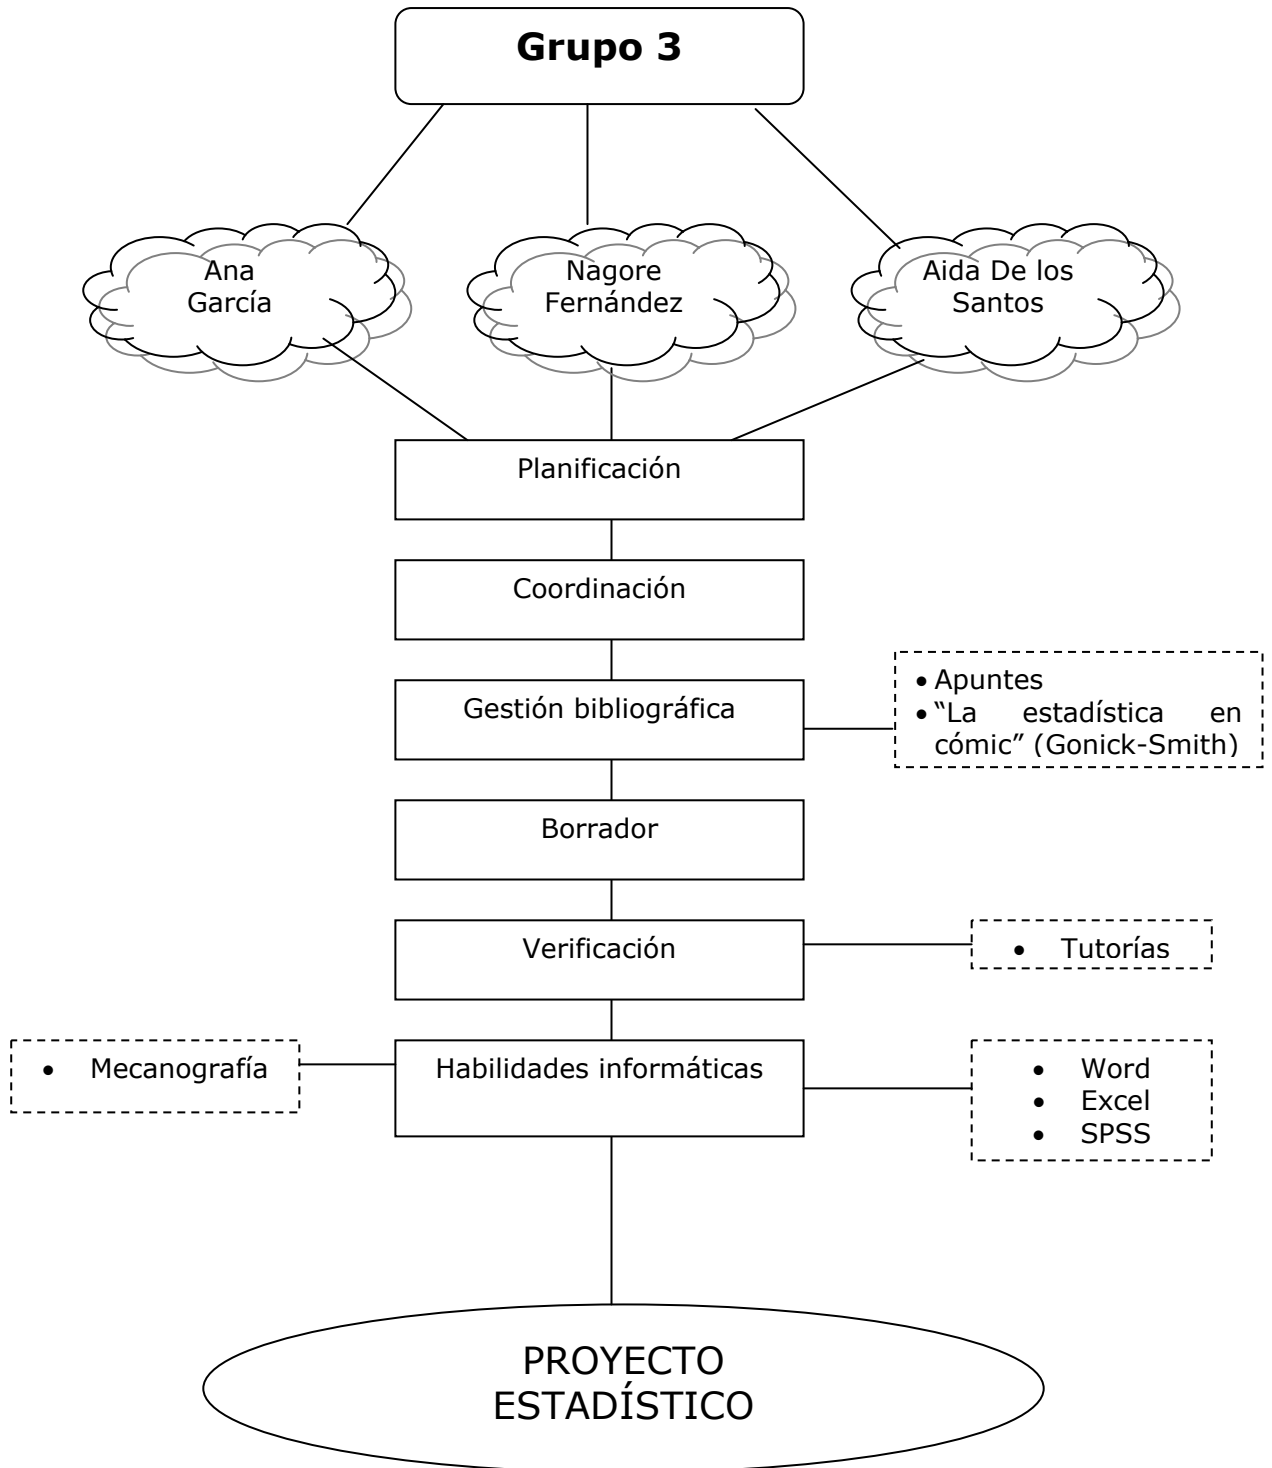 Grupo 3
Ana
García
Nagore
Fernández
Aida De los
Santos
Planificación
Coordinación
Gestión bibliográfica
• Apuntes
• “La estadística en
cómic” (Gonick-Smith)
Borrador
Verificación
• Tutorías
• Mecanografía
Habilidades informáticas
• Word
• Excel
• SPSS
PROYECTO
ESTADÍSTICO